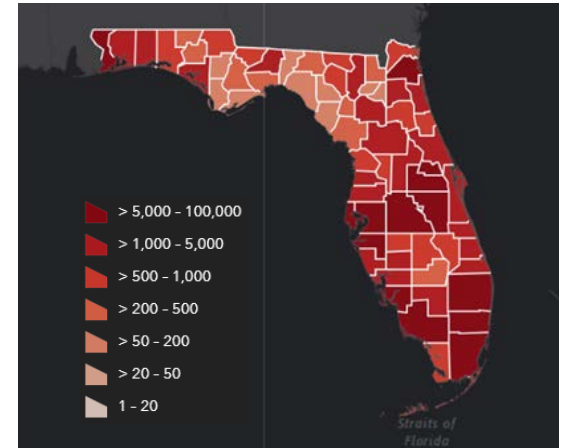 > 5,000 – 100,000
> 1,000 – 5,000
> 500 – 1,000
> 200 – 500
> 50 – 200
> 20 – 50
1 – 20
Straits of
Florida